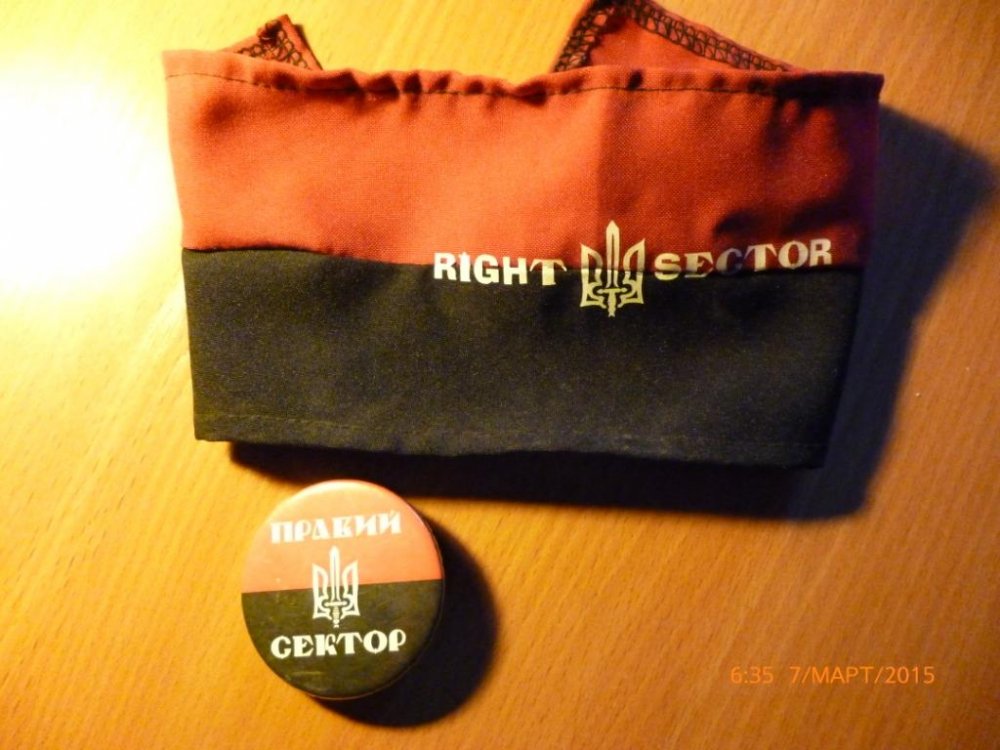 RIGHT SECTOR
ПРАВИЙ
СЕКТОР
6:35 7/МАРТ/2015